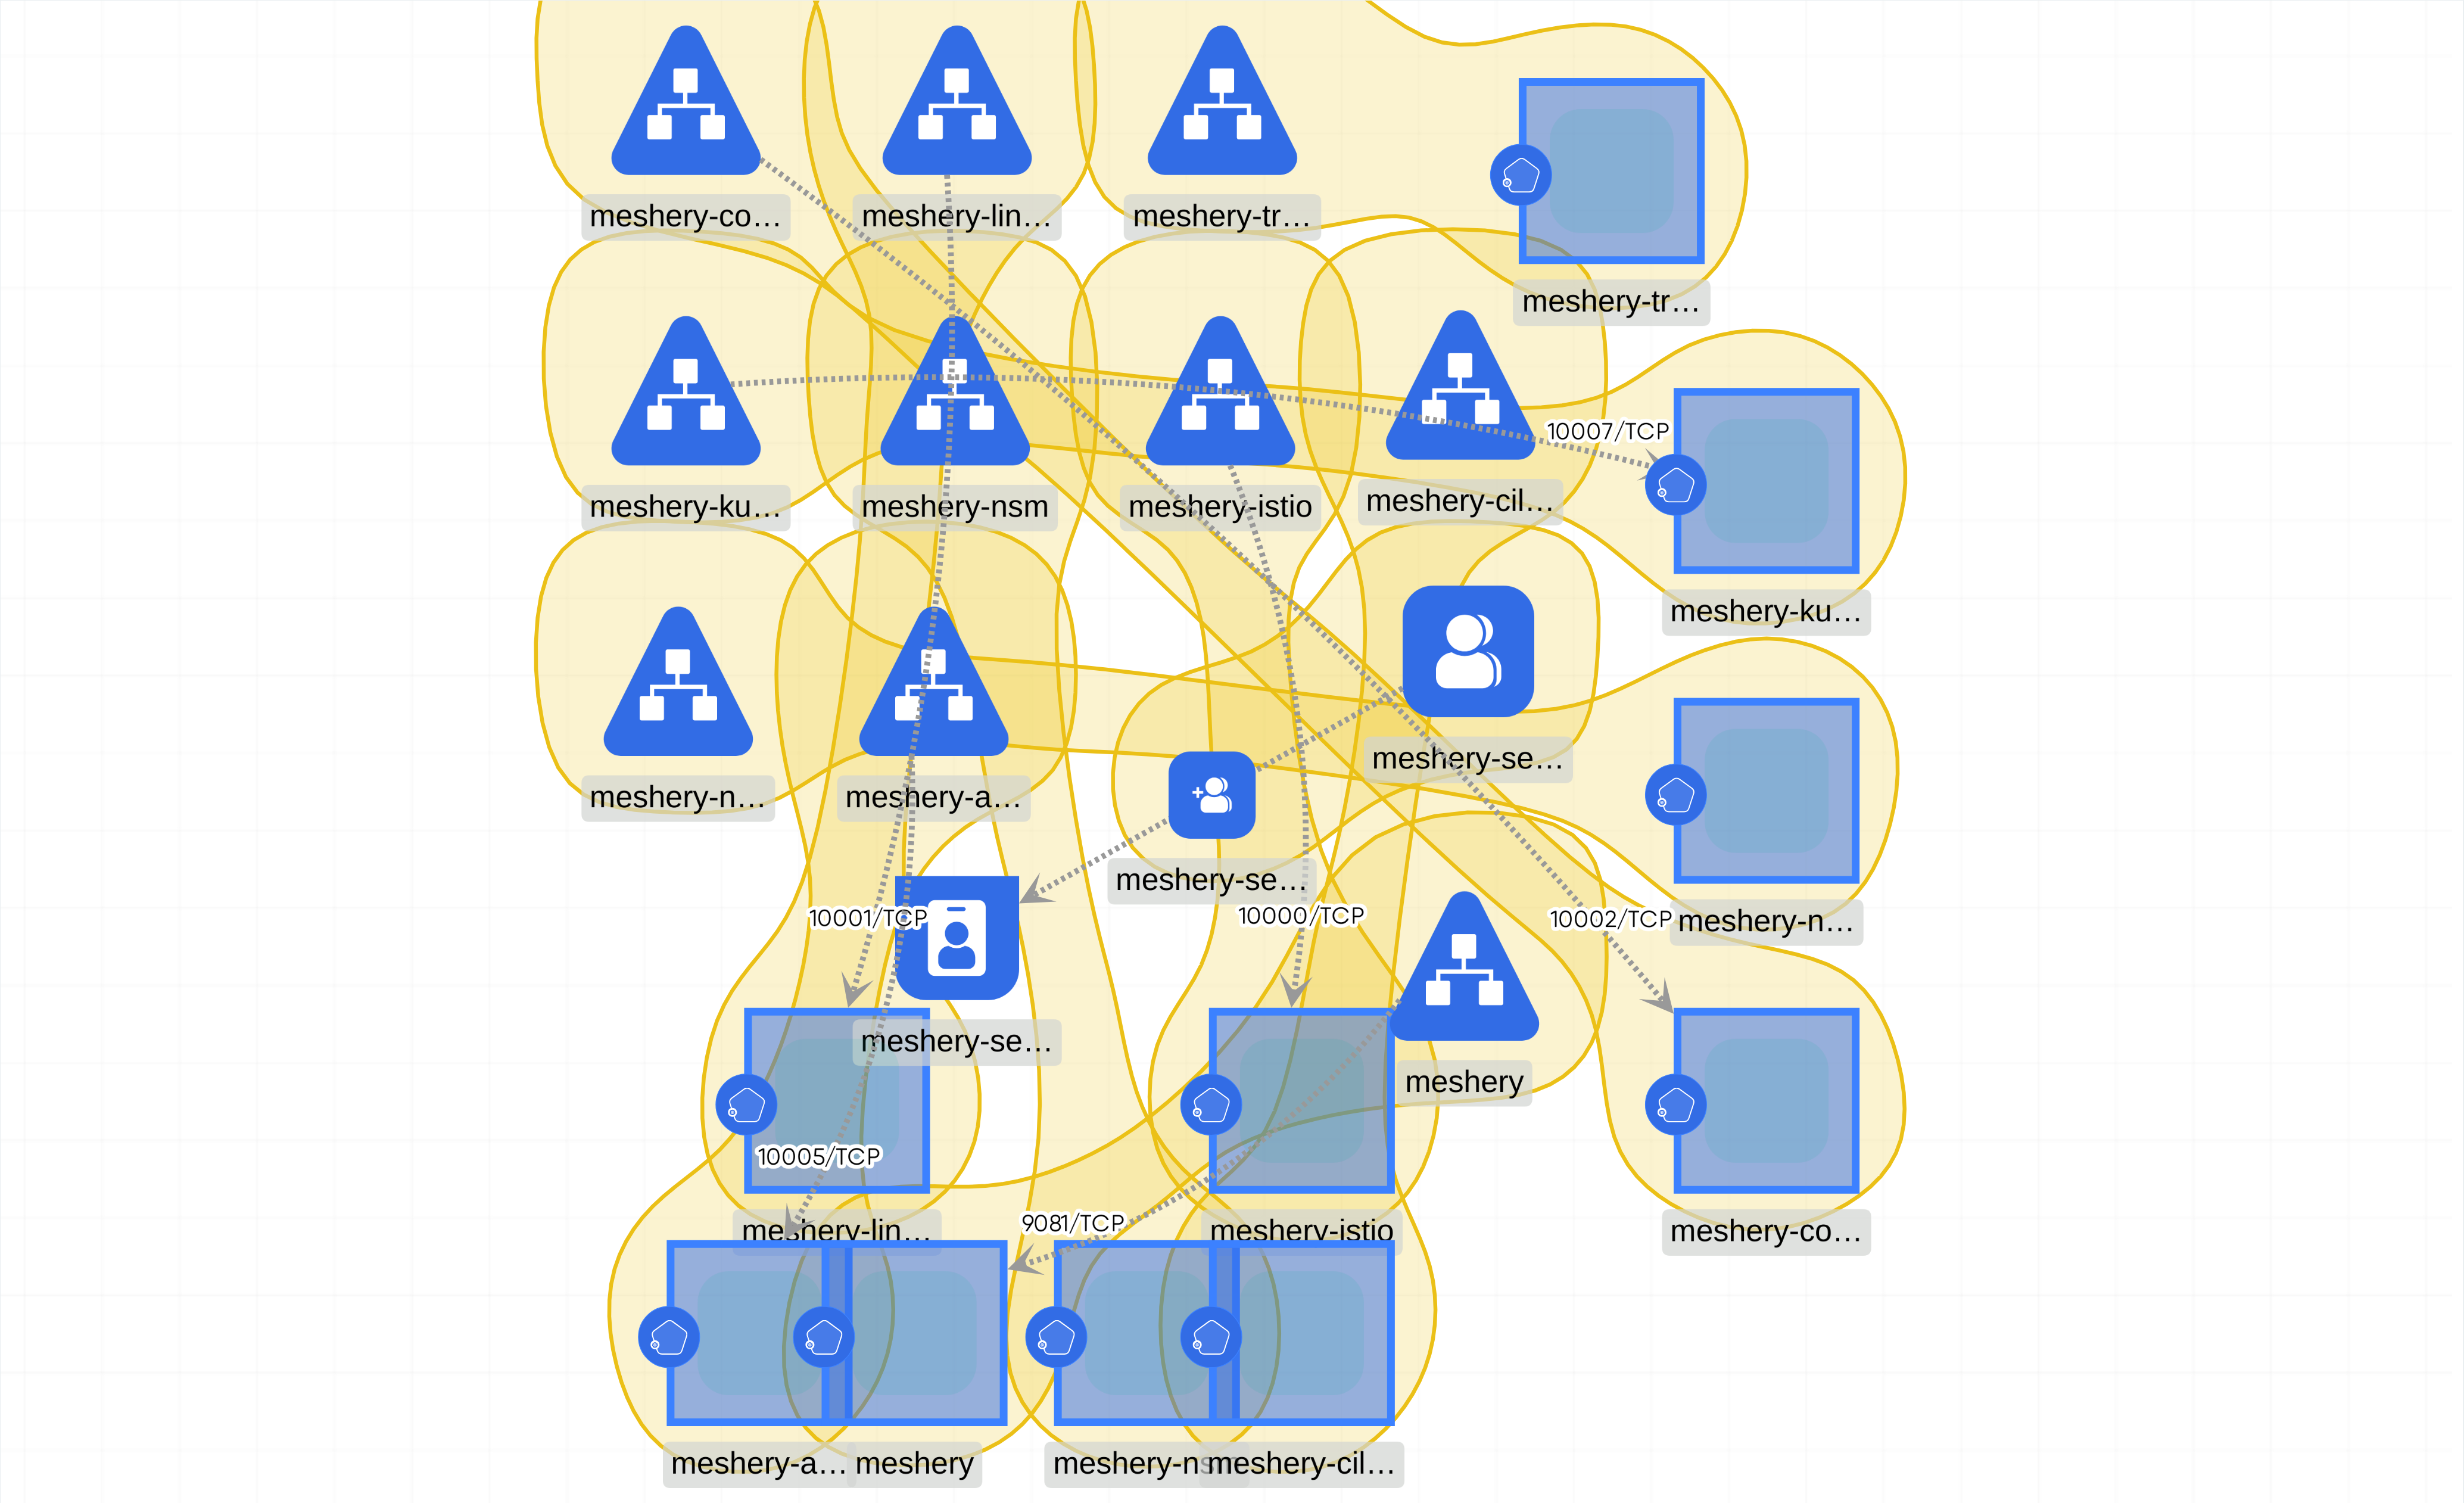 meshery-co…
meshery-lin…
meshery-tr…
meshery-tr…
10007/TCP
meshery-ku…
meshery-nsm
meshery-istio
meshery-cil…
meshery-ku…
meshery-n…
meshery-a…
meshery-se…
meshery-se…
10001/TCP
10000/TCP
10002/TCP
meshery-n…
meshery-se…
meshery
10005/TCP
9081/TCP
meshery-lin…
meshery-istio
meshery-co…
meshery-a…
meshery
meshery-nsm
meshery-cil…